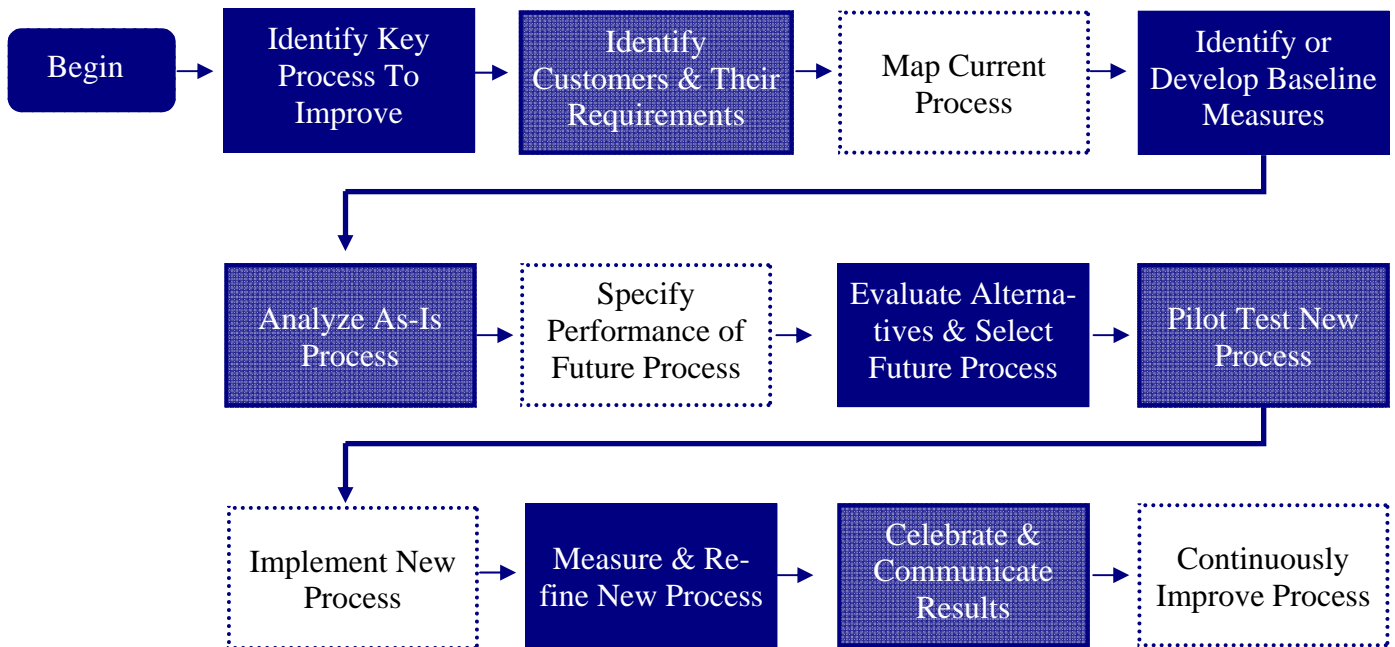 Begin
Identify Key
Process To
Improve
Identify
Customers & Their
Requirements
Map Current
Process
Identify or
Develop Baseline
Measures
Analyze As-Is
Process
Specify
Performance of
Future Process
Evaluate Alterna-
tives & Select
Future Process
Pilot Test New
Process
Implement New
Process
Measure & Re-
fine New Process
Celebrate &
Communicate
Results
Continuously
Improve Process